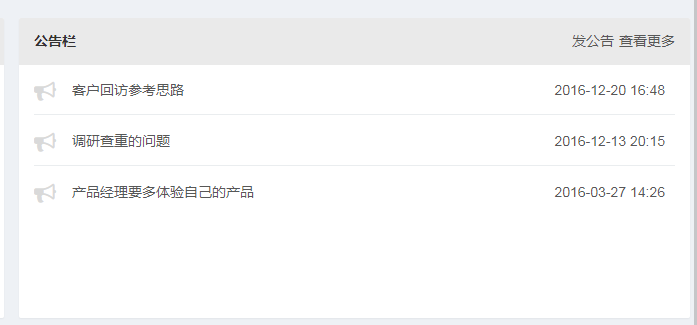 公告栏 发公告 查看更多
客户回访参考思路 2016-12-20 16:48
调研查重的问题 2016-12-13 20:15
产品经理要多体验自己的产品 2016-03-27 14:26